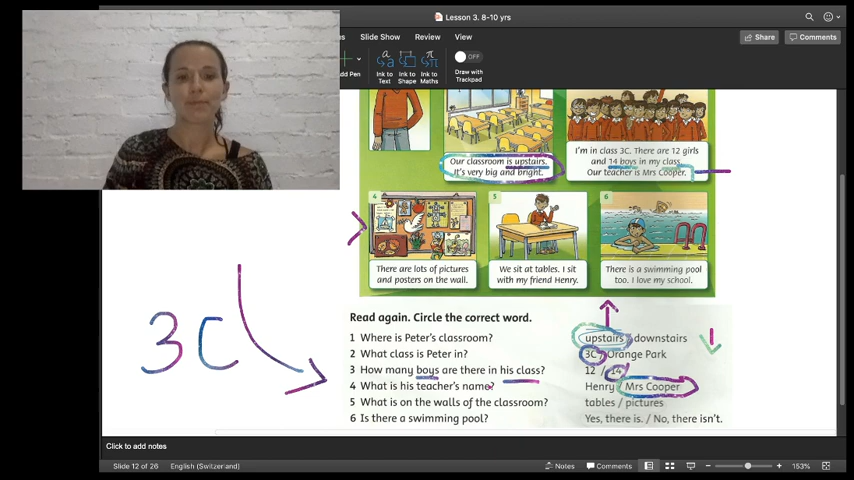 Lesson 3. 8-10 yrs
Slide Show
Review
View
Share
Comments
Ink to
Text
Ink to
Shape
Ink to
Maths
OFF
Draw with
Trackpad
Our classroom is upstairs.
It's very big and bright.
I'm in class 3C. There are 12 girls
and 14 boys in my class.
Our teacher is Mrs Cooper.
4
5
6
There are lots of pictures
and posters on the wall.
We sit at tables. I sit
with my friend Henry.
There is a swimming pool
too. I love my school.
3C
Read again. Circle the correct word.
1 Where is Peter's classroom? upstairs / downstairs
2 What class is Peter in? 3C / Orange Park
3 How many boys are there in his class? 12 / 14
4 What is his teacher's name? Henry Mrs Cooper
5 What is on the walls of the classroom? tables / pictures
6 Is there a swimming pool? Yes, there is. / No, there isn't.
Click to add notes
Slide 12 of 26
English (Switzerland)
Notes
Comments
153%